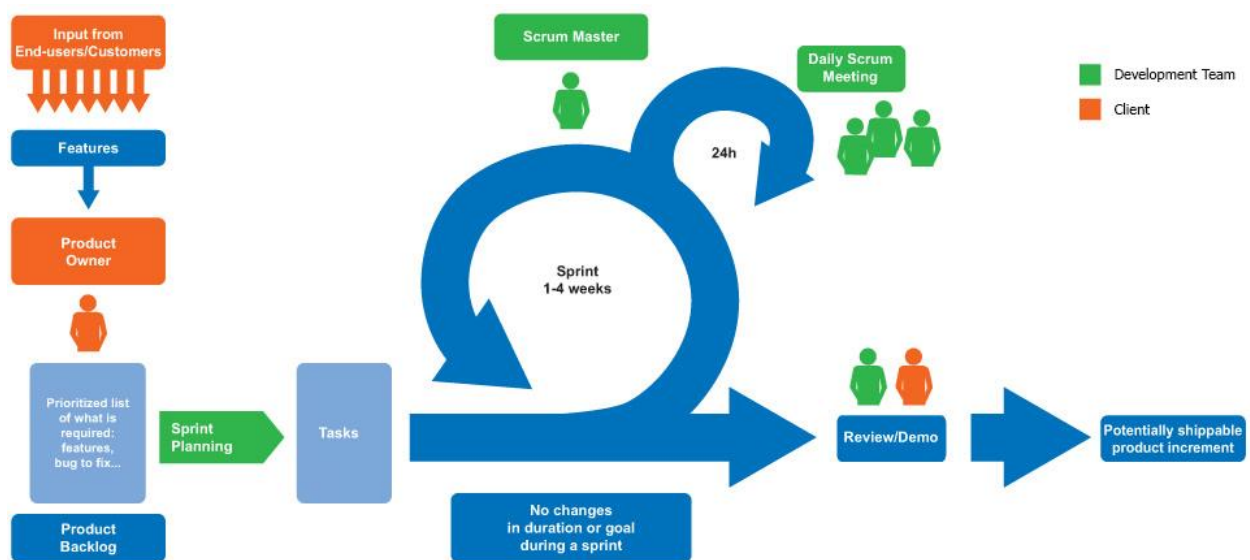 Input from
End-users/Customers
Features
Product
Owner
Prioritized list
of what is
required:
features,
bug to fix...
Product
Backlog
Sprint
Planning
Tasks
Scrum Master
Daily Scrum
Meeting
24h
Sprint
1-4 weeks
No changes
in duration or goal
during a sprint
Review/Demo
Potentially shippable
product increment
Development Team
Client